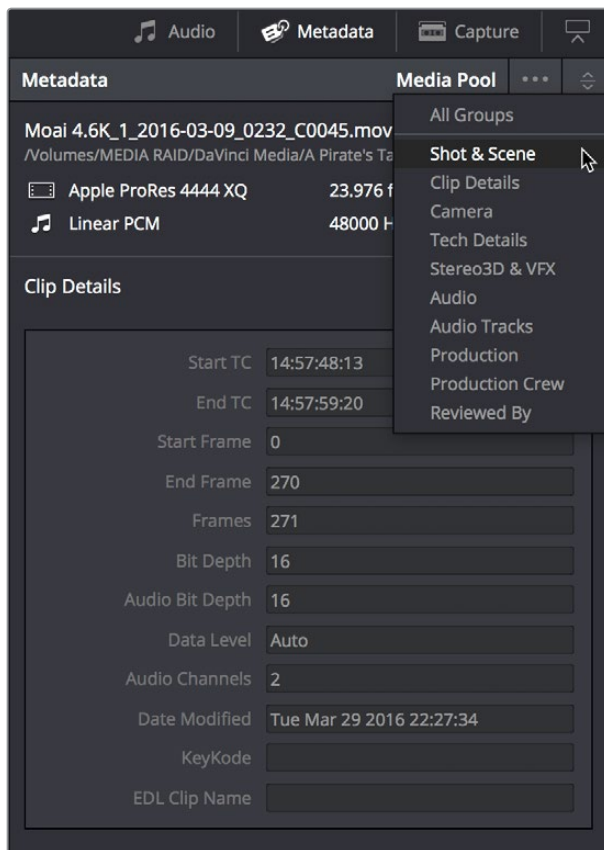 Audio Metadata Capture
Metadata Media Pool
Moai 4.6K_1_2016-03-09_0232_C0045.mov
/Volumes/MEDIA RAID/DaVinci Media/A Pirate's Ta
Apple ProRes 4444 XQ 23.976 f
Linear PCM 48000 H
All Groups
Shot & Scene
Clip Details
Camera
Tech Details
Stereo3D & VFX
Audio
Audio Tracks
Production
Production Crew
Reviewed By
Clip Details
Start TC 14:57:48:13
End TC 14:57:59:20
Start Frame 0
End Frame 270
Frames 271
Bit Depth 16
Audio Bit Depth 16
Data Level Auto
Audio Channels 2
Date Modified Tue Mar 29 2016 22:27:34
KeyKode
EDL Clip Name